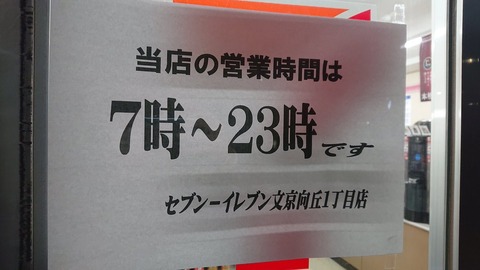 当店の営業時間は
7時～23時です
セブンーイレブン文京向丘1丁目店